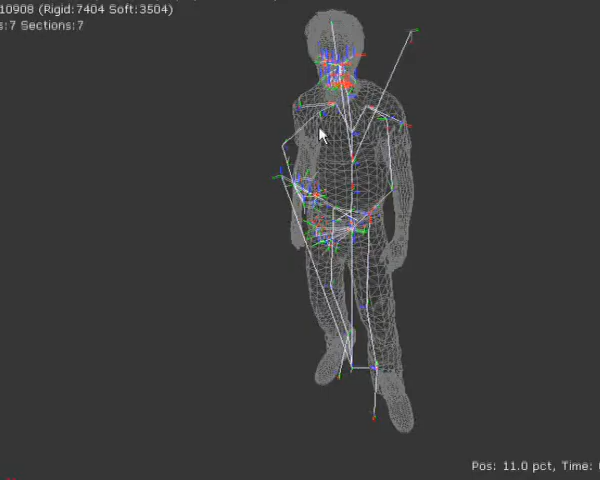 10908 (Rigid:7404 Soft:3504)
s:7 Sections:7
Pos: 11.0 pct, Time: